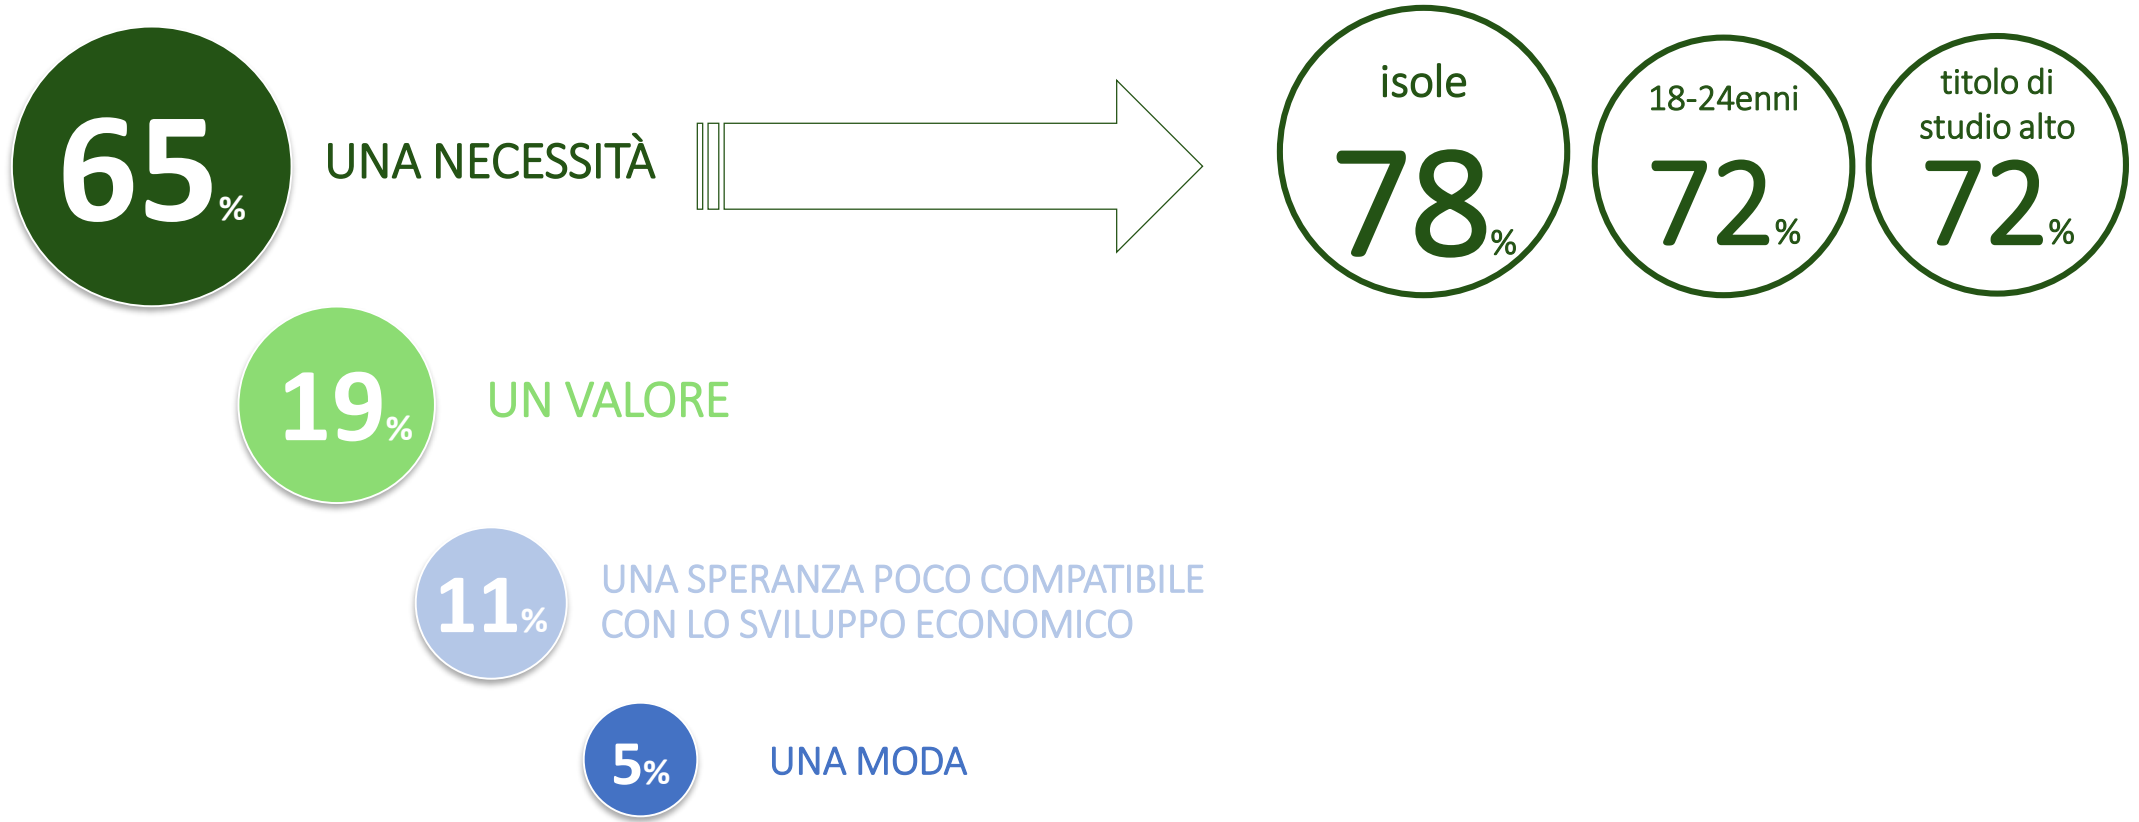 65%
UNA NECESSITÀ
isole
78%
18-24enni
72%
titolo di
studio alto
72%
19%
UN VALORE
11%
UNA SPERANZA POCO COMPATIBILE
CON LO SVILUPPO ECONOMICO
5%
UNA MODA